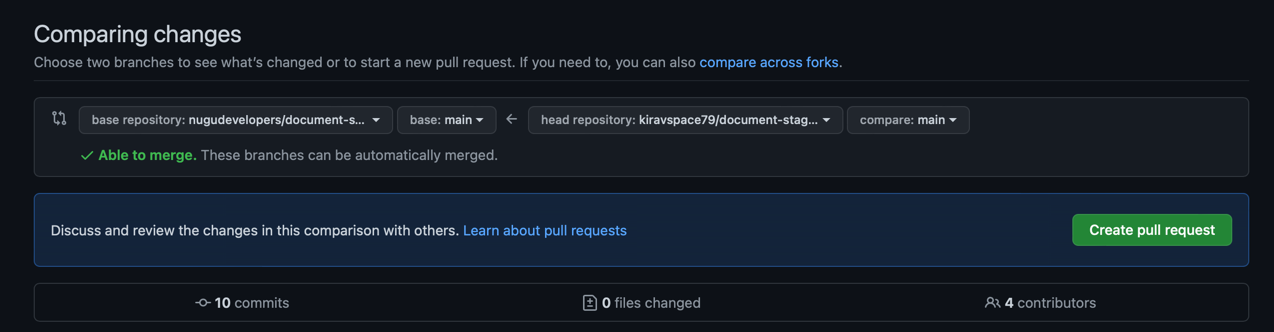 Comparing changes
Choose two branches to see what's changed or to start a new pull request. If you need to, you can also compare across forks.
base repository: nugudevelopers/document-s... base: main head repository: kiravspace79/document-stag... compare: main
Able to merge. These branches can be automatically merged.
Discuss and review the changes in this comparison with others. Learn about pull requests Create pull request
10 commits 0 files changed 4 contributors